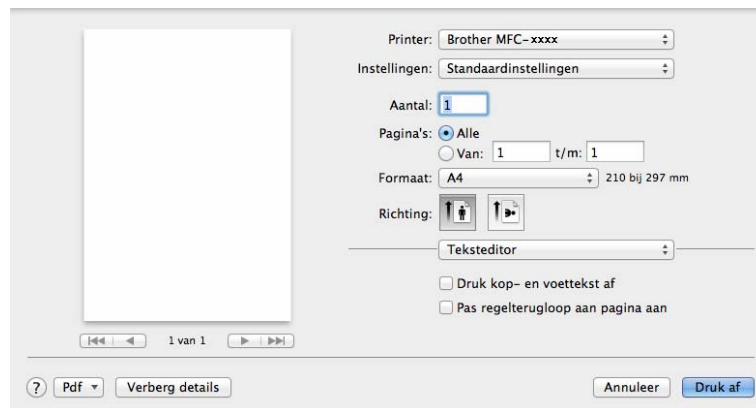 Printer: Brother MFC-xxxx
Instellingen: Standaardinstellingen
Aantal: 1
Pagina's: Alle
Van: 1 t/m: 1
Formaat: A4 210 bij 297 mm
Richting:
Teksteditor
Druk kop- en voettekst af
Pas regelterugloop aan pagina aan
1 van 1
? Pdf Verberg details Annuleer Druk af